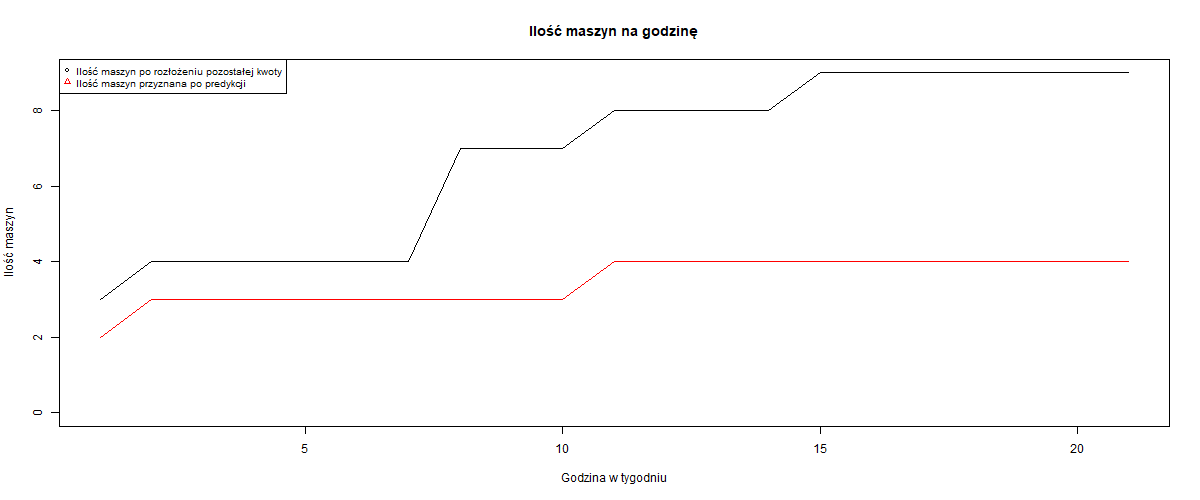 Ilość maszyn na godzinę
Ilość maszyn po rozłożeniu pozostałej kwoty
Ilość maszyn przyznana po predykcji
Ilość maszyn
8
6
4
2
0
5 10 15 20
Godzina w tygodniu